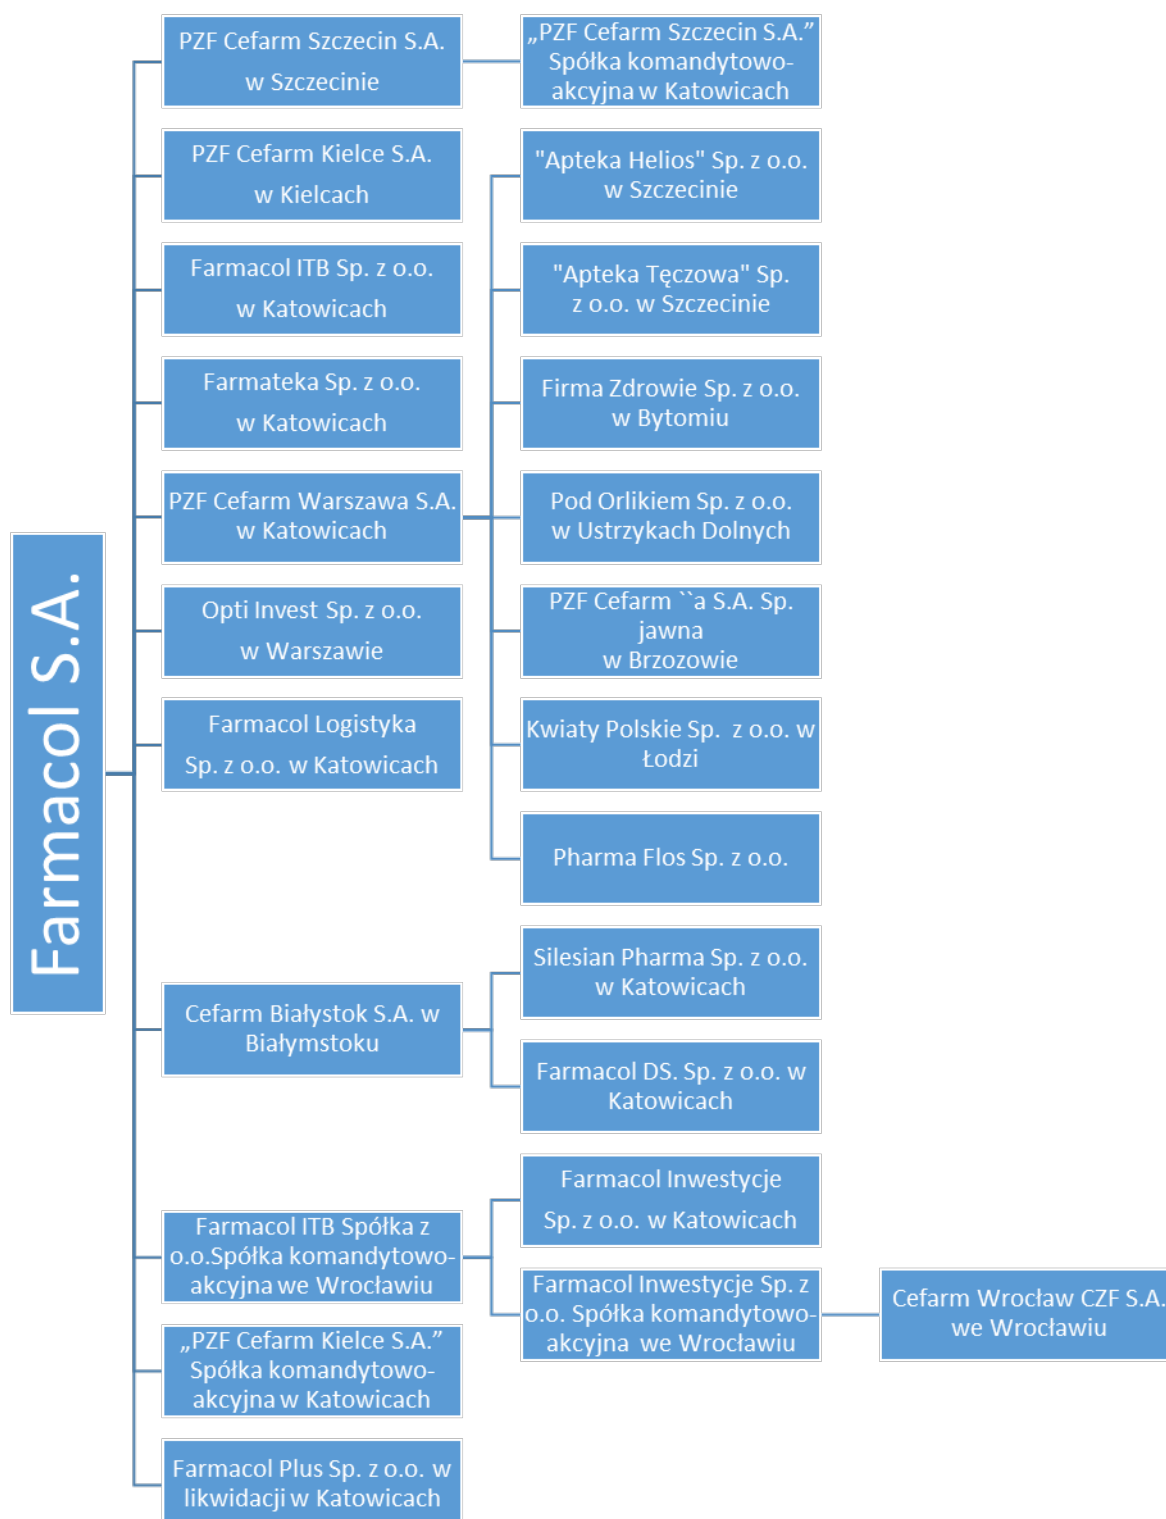 Farmacol S.A.
PZF Cefarm Szczecin S.A.
w Szczecinie
„PZF Cefarm Szczecin S.A.”
Spółka komandytowo-
akcyjna w Katowicach
PZF Cefarm Kielce S.A.
w Kielcach
Farmacol ITB Sp. z o.o.
w Katowicach
Farmateka Sp. z o.o.
w Katowicach
PZF Cefarm Warszawa S.A.
w Katowicach
"Apteka Helios" Sp. z o.o.
w Szczecinie
"Apteka Tęczowa" Sp.
z o.o. w Szczecinie
Firma Zdrowie Sp. z o.o.
w Bytomiu
Pod Orlikiem Sp. z o.o.
w Ustrzykach Dolnych
PZF Cefarm ``a S.A. Sp.
jawna
w Brzozowie
Kwiaty Polskie Sp. z o.o. w
Łodzi
Pharma Flos Sp. z o.o.
Opti Invest Sp. z o.o.
w Warszawie
Farmacol Logistyka
Sp. z o.o. w Katowicach
Cefarm Białystok S.A. w
Białymstoku
Silesian Pharma Sp. z o.o.
w Katowicach
Farmacol DS. Sp. z o.o. w
Katowicach
Farmacol ITB Spółka z
o.o.Spółka komandytowo-
akcyjna we Wrocławiu
Farmacol Inwestycje
Sp. z o.o. w Katowicach
Farmacol Inwestycje Sp. z
o.o. Spółka komandytowo-
akcyjna we Wrocławiu
Cefarm Wrocław CZF S.A.
we Wrocławiu
„PZF Cefarm Kielce S.A.”
Spółka komandytowo-
akcyjna w Katowicach
Farmacol Plus Sp. z o.o. w
likwidacji w Katowicach